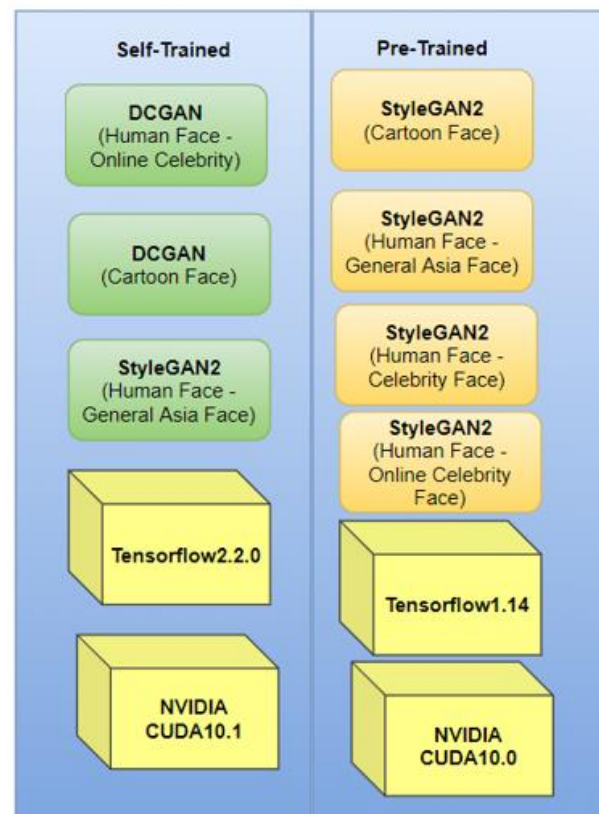 Self-Trained
DCGAN
(Human Face -
Online Celebrity)
DCGAN
(Cartoon Face)
StyleGAN2
(Human Face -
General Asia Face)
Tensorflow2.2.0
NVIDIA
CUDA10.1
Pre-Trained
StyleGAN2
(Cartoon Face)
StyleGAN2
(Human Face -
General Asia Face)
StyleGAN2
(Human Face -
Celebrity Face)
StyleGAN2
(Human Face -
Online Celebrity
Face)
Tensorflow1.14
NVIDIA
CUDA10.0